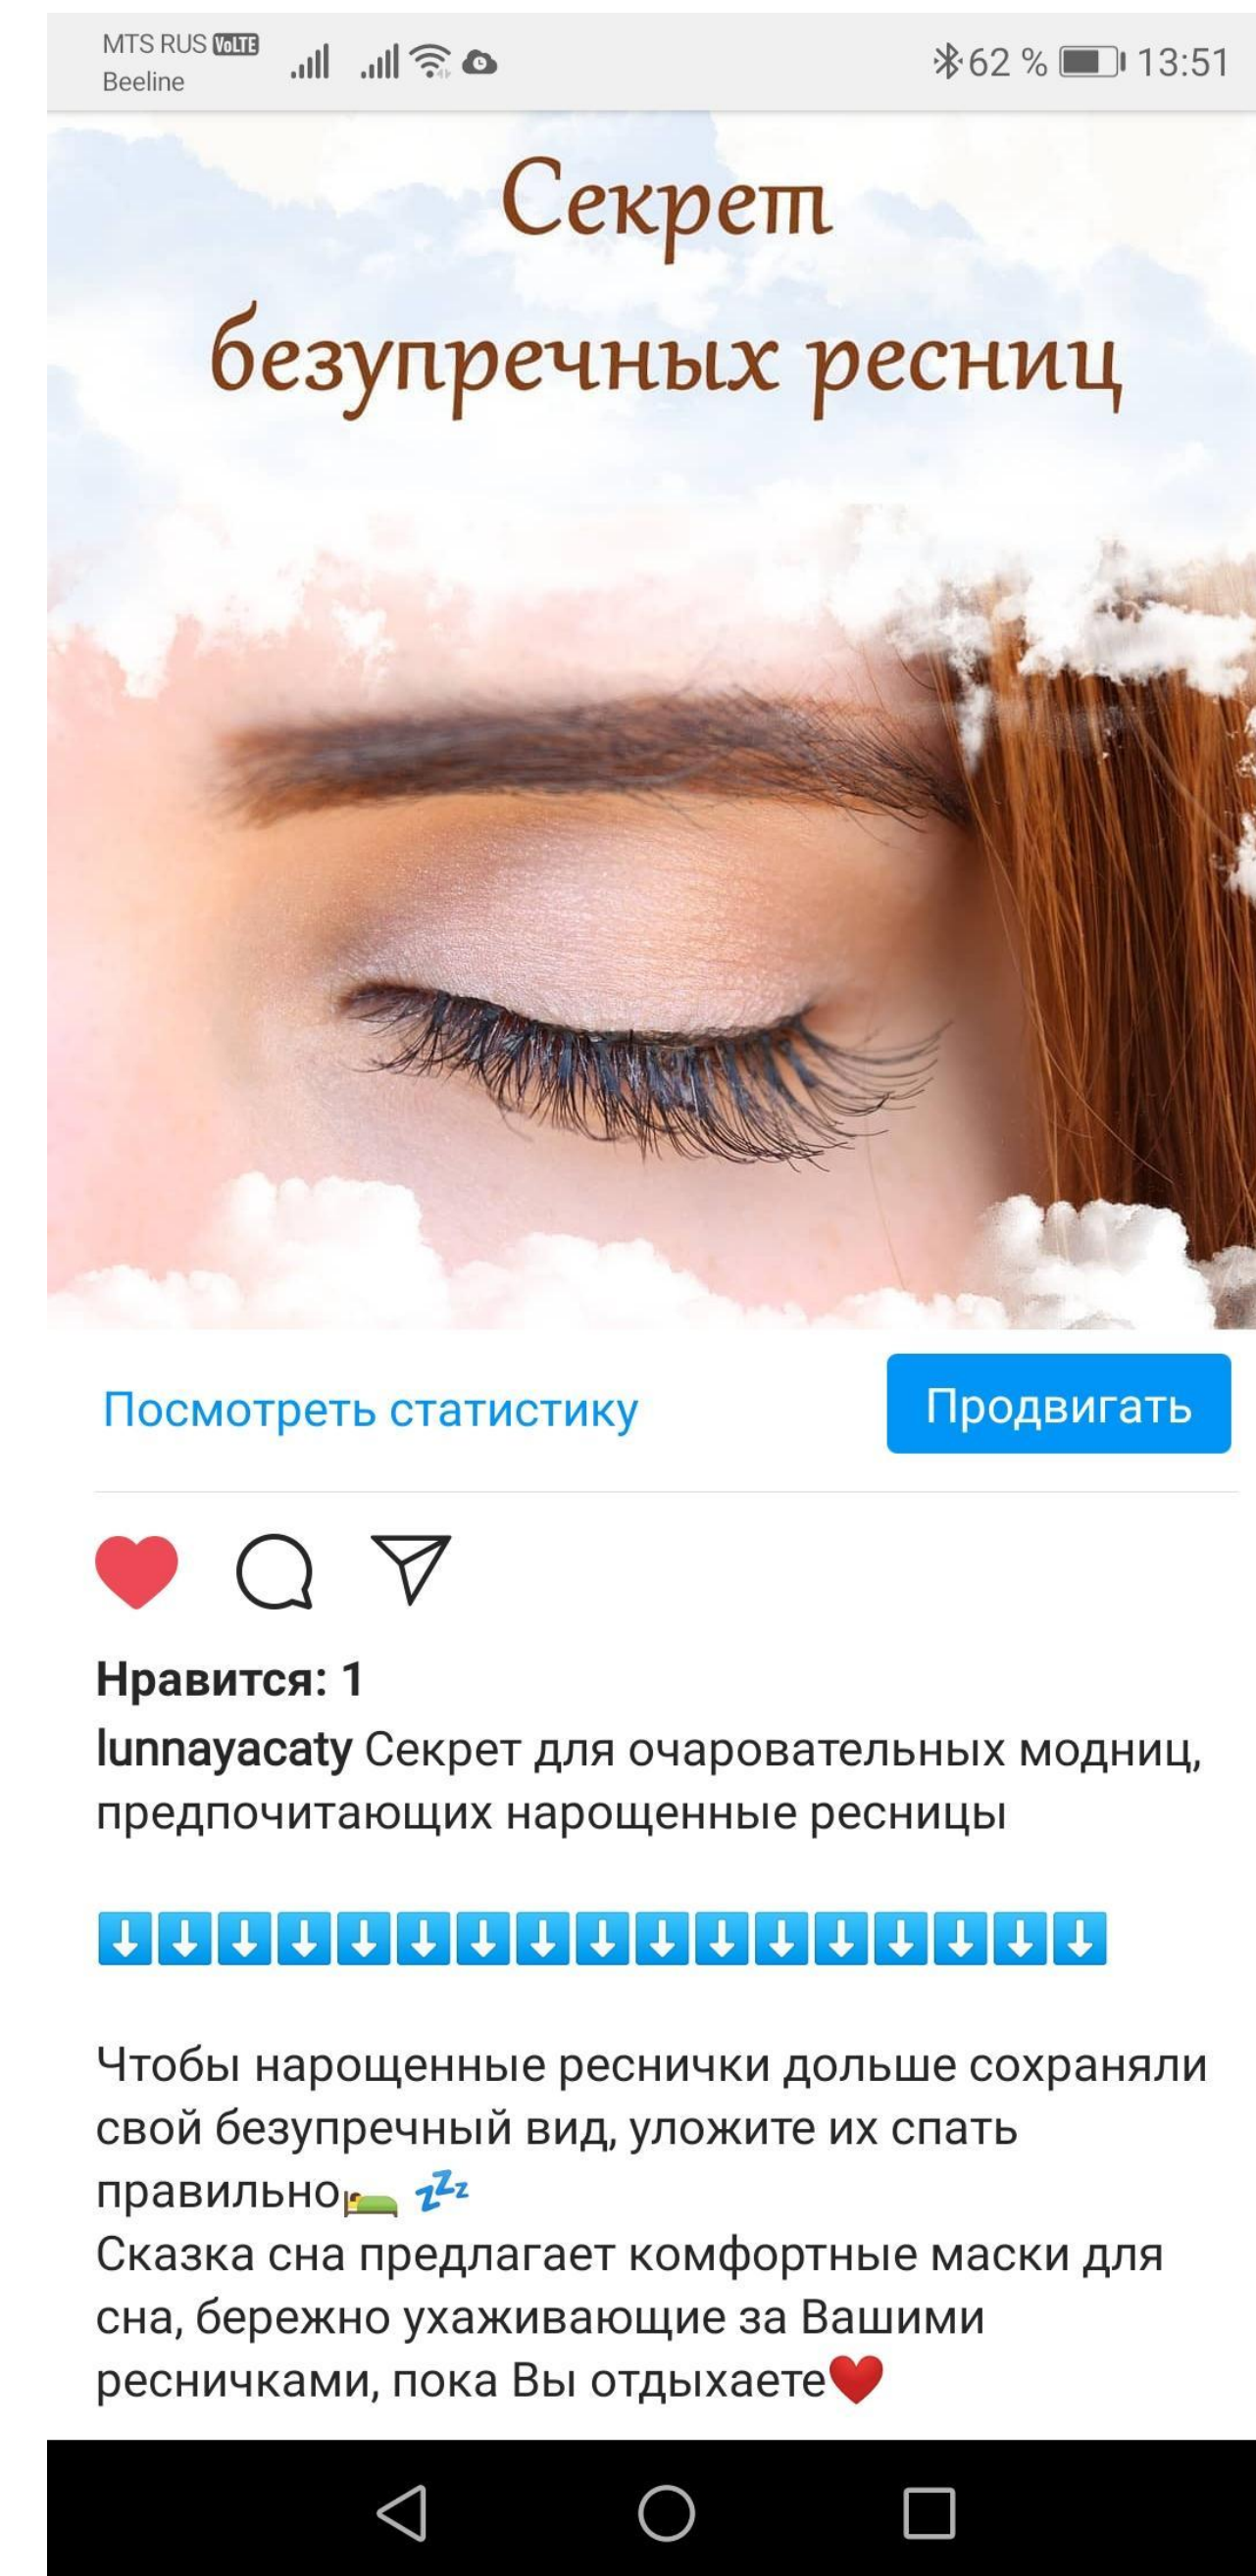 MTS RUS VoLTE
Beeline
62 % 13:51
Секрет
безупречных ресниц
Посмотреть статистику
Продвигать
Нравится: 1
lunnayacaty Секрет для очаровательных модниц,
предпочитающих нарощенные ресницы
⬇⬇⬇⬇⬇⬇⬇⬇⬇⬇⬇⬇⬇⬇⬇⬇⬇
Чтобы нарощенные реснички дольше сохраняли
свой безупречный вид, уложите их спать
правильно🛌 💤
Сказка сна предлагает комфортные маски для
сна, бережно ухаживающие за Вашими
ресничками, пока Вы отдыхаете❤